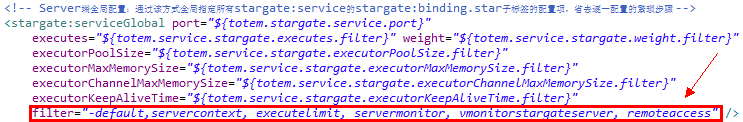 <!-- Server端全局配置：通过该方式全局指定所有stargate:service的stargate:binding.star子标签的配置项，省去逐一配置的繁琐步骤 -->
<stargate:serviceGlobal port="${totem.stargate.service.port}"
executes="${totem.service.stargate.executes.filter}" weight="${totem.service.stargate.weight.filter}"
executorPoolSize="${totem.service.stargate.executorPoolSize.filter}"
executorMaxMemorySize="${totem.service.stargate.executorMaxMemorySize.filter}"
executorChannelMaxMemorySize="${totem.service.stargate.executorChannelMaxMemorySize.filter}"
executorKeepAliveTime="${totem.service.stargate.executorKeepAliveTime.filter}"
filter="-default,servercontext, executelimit, servermonitor, vmonitorstargateserver, remoteaccess" />